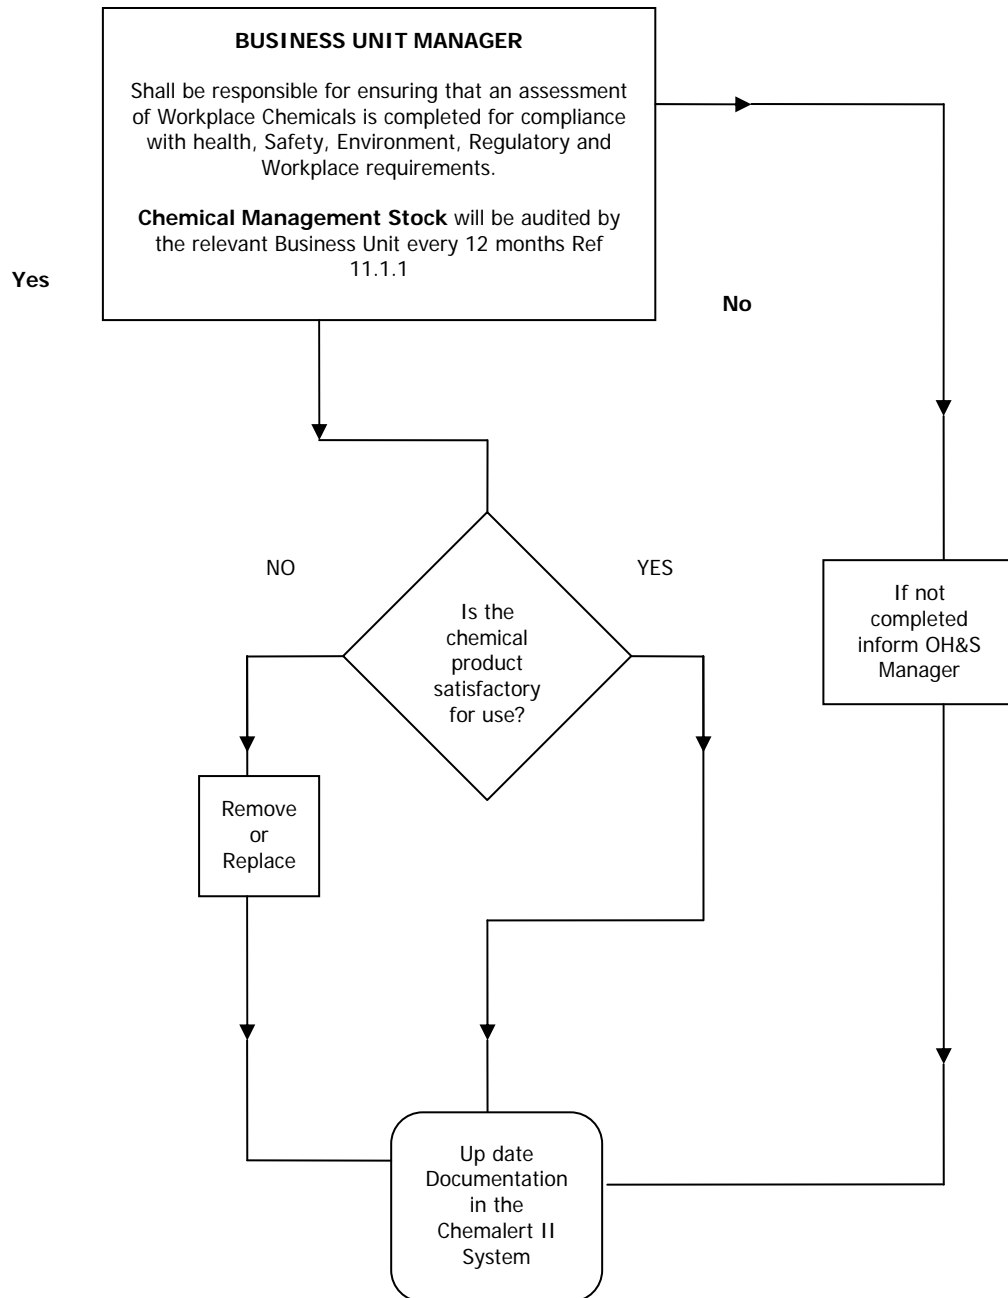 BUSINESS UNIT MANAGER
Shall be responsible for ensuring that an assessment
of Workplace Chemicals is completed for compliance
with health, Safety, Environment, Regulatory and
Workplace requirements.
Chemical Management Stock will be audited by
the relevant Business Unit every 12 months Ref
11.1.1
Yes
No
NO
YES
Is the
chemical
product
satisfactory
for use?
If not
completed
inform OH&S
Manager
Remove
or
Replace
Up date
Documentation
in the
Chemalert II
System